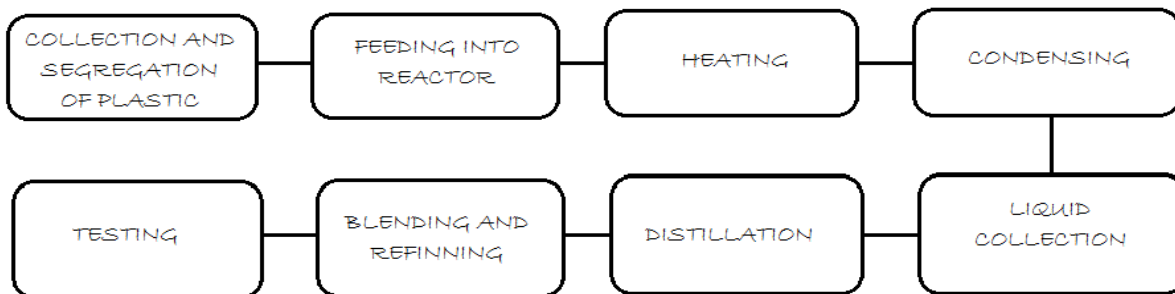 COLLECTION AND
SEGREGATION
OF PLASTIC
FEEDING INTO
REACTOR
HEATING
CONDENSING
LIQUID
COLLECTION
DISTILLATION
BLENDING AND
REFINNING
TESTING